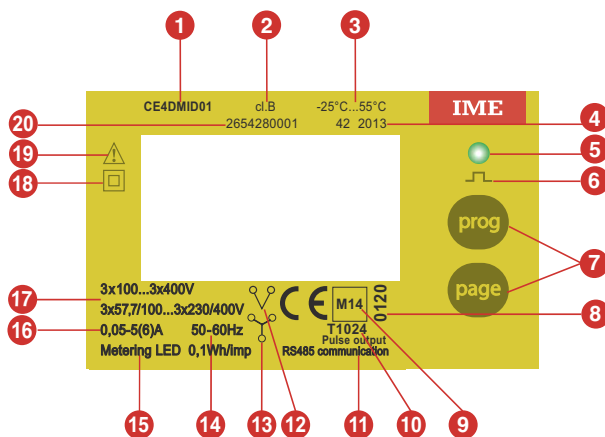 1 2 3
CE4DMID01 cl.B -25°C...55°C IME
20 2654280001 42 2013 4
19 5
18 6
prog
7
page
3x100...3x400V
17 3x57,7/100...3x230/400V M14 0120 8
16 0,05-5(6)A 50-60Hz T1024
Pulse output
Metering LED 0,1Wh/imp RS485 communication
15 14 13 12 11 10 9